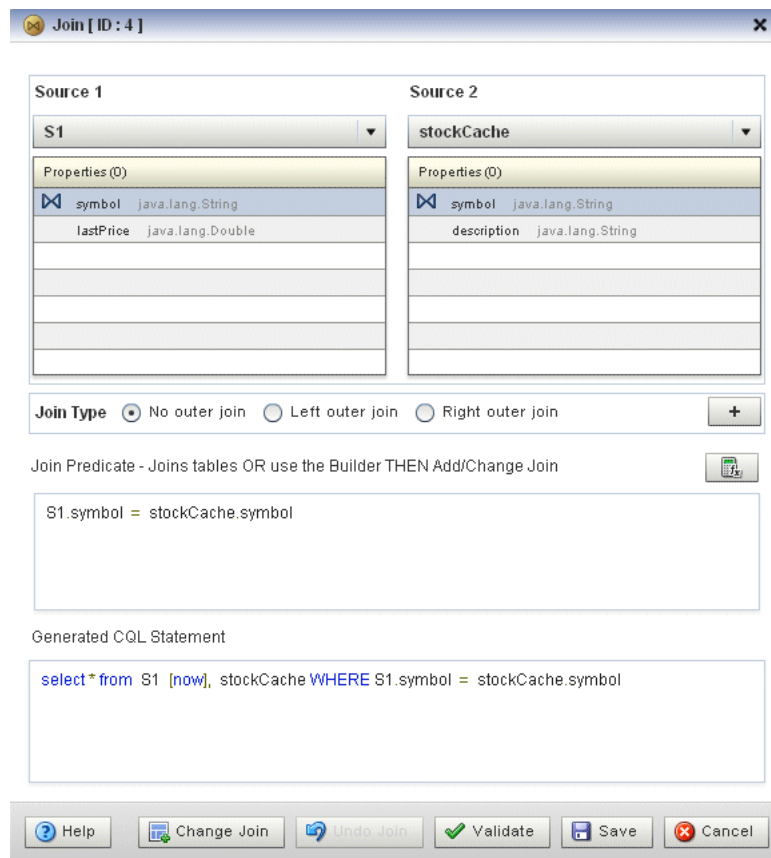 Join [ ID : 4 ]
Source 1
Source 2
S1
stockCache
Properties (0)
symbol java.lang.String
lastPrice java.lang.Double
Properties (0)
symbol java.lang.String
description java.lang.String
Join Type No outer join Left outer join Right outer join +
Join Predicate - Joins tables OR use the Builder THEN Add/Change Join
fx
S1.symbol = stockCache.symbol
Generated CQL Statement
select * from S1 [now], stockCache WHERE S1.symbol = stockCache.symbol
? Help Change Join Undo Join Validate Save Cancel